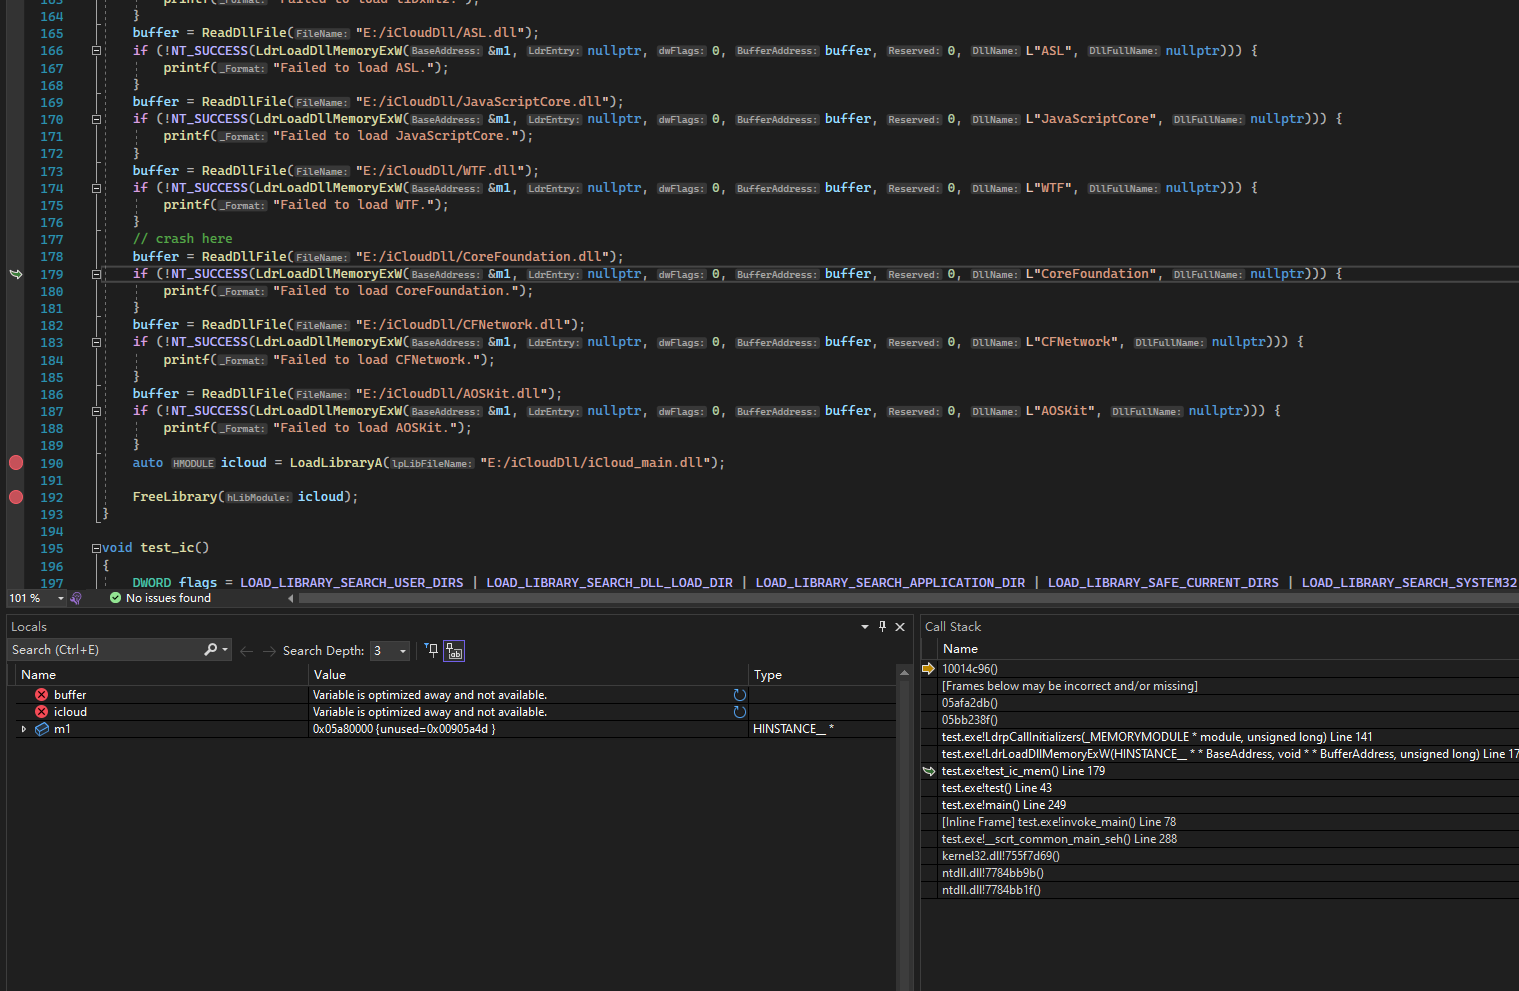 163 printf(_Format: "Failed to load libxml2.");
164 }
165 buffer = ReadDllFile(FileName: "E:/iCloudDll/ASL.dll");
166 if (!NT_SUCCESS(LdrLoadDllMemoryExW(BaseAddress: &m1, LdrEntry: nullptr, dwFlags: 0, BufferAddress: buffer, Reserved: 0, DllName: L"ASL", DllFullName: nullptr))) {
167 printf(_Format: "Failed to load ASL.");
168 }
169 buffer = ReadDllFile(FileName: "E:/iCloudDll/JavaScriptCore.dll");
170 if (!NT_SUCCESS(LdrLoadDllMemoryExW(BaseAddress: &m1, LdrEntry: nullptr, dwFlags: 0, BufferAddress: buffer, Reserved: 0, DllName: L"JavaScriptCore", DllFullName: nullptr))) {
171 printf(_Format: "Failed to load JavaScriptCore.");
172 }
173 buffer = ReadDllFile(FileName: "E:/iCloudDll/WTF.dll");
174 if (!NT_SUCCESS(LdrLoadDllMemoryExW(BaseAddress: &m1, LdrEntry: nullptr, dwFlags: 0, BufferAddress: buffer, Reserved: 0, DllName: L"WTF", DllFullName: nullptr))) {
175 printf(_Format: "Failed to load WTF.");
176 }
177 // crash here
178 buffer = ReadDllFile(FileName: "E:/iCloudDll/CoreFoundation.dll");
179 if (!NT_SUCCESS(LdrLoadDllMemoryExW(BaseAddress: &m1, LdrEntry: nullptr, dwFlags: 0, BufferAddress: buffer, Reserved: 0, DllName: L"CoreFoundation", DllFullName: nullptr))) {
180 printf(_Format: "Failed to load CoreFoundation.");
181 }
182 buffer = ReadDllFile(FileName: "E:/iCloudDll/CFNetwork.dll");
183 if (!NT_SUCCESS(LdrLoadDllMemoryExW(BaseAddress: &m1, LdrEntry: nullptr, dwFlags: 0, BufferAddress: buffer, Reserved: 0, DllName: L"CFNetwork", DllFullName: nullptr))) {
184 printf(_Format: "Failed to load CFNetwork.");
185 }
186 buffer = ReadDllFile(FileName: "E:/iCloudDll/AOSKit.dll");
187 if (!NT_SUCCESS(LdrLoadDllMemoryExW(BaseAddress: &m1, LdrEntry: nullptr, dwFlags: 0, BufferAddress: buffer, Reserved: 0, DllName: L"AOSKit", DllFullName: nullptr))) {
188 printf(_Format: "Failed to load AOSKit.");
189 }
190 auto HMODULE icloud = LoadLibraryA(lpLibFileName: "E:/iCloudDll/iCloud_main.dll");
191
192 FreeLibrary(hLibModule: icloud);
193 }
194
195 void test_ic()
196 {
197 DWORD flags = LOAD_LIBRARY_SEARCH_USER_DIRS | LOAD_LIBRARY_SEARCH_DLL_LOAD_DIR | LOAD_LIBRARY_SEARCH_APPLICATION_DIR | LOAD_LIBRARY_SAFE_CURRENT_DIRS | LOAD_LIBRARY_SEARCH_SYSTEM32
101 % No issues found
Locals
Search (Ctrl+E) Search Depth: 3
Name Value Type
buffer Variable is optimized away and not available.
icloud Variable is optimized away and not available.
m1 0x05a80000 {unused=0x00905a4d } HINSTANCE__ *
Call Stack
Name
10014c96()
[Frames below may be incorrect and/or missing]
05afa2db()
05bb238f()
test.exe!LdrpCallInitializers(_MEMORYMODULE * module, unsigned long) Line 141
test.exe!LdrLoadDllMemoryExW(HINSTANCE__ * * BaseAddress, void * * BufferAddress, unsigned long) Line 17
test.exe!test_ic_mem() Line 179
test.exe!test() Line 43
test.exe!main() Line 249
[Inline Frame] test.exe!invoke_main() Line 78
test.exe!__scrt_common_main_seh() Line 288
kernel32.dll!755f7d69()
ntdll.dll!7784bb9b()
ntdll.dll!7784bb1f()